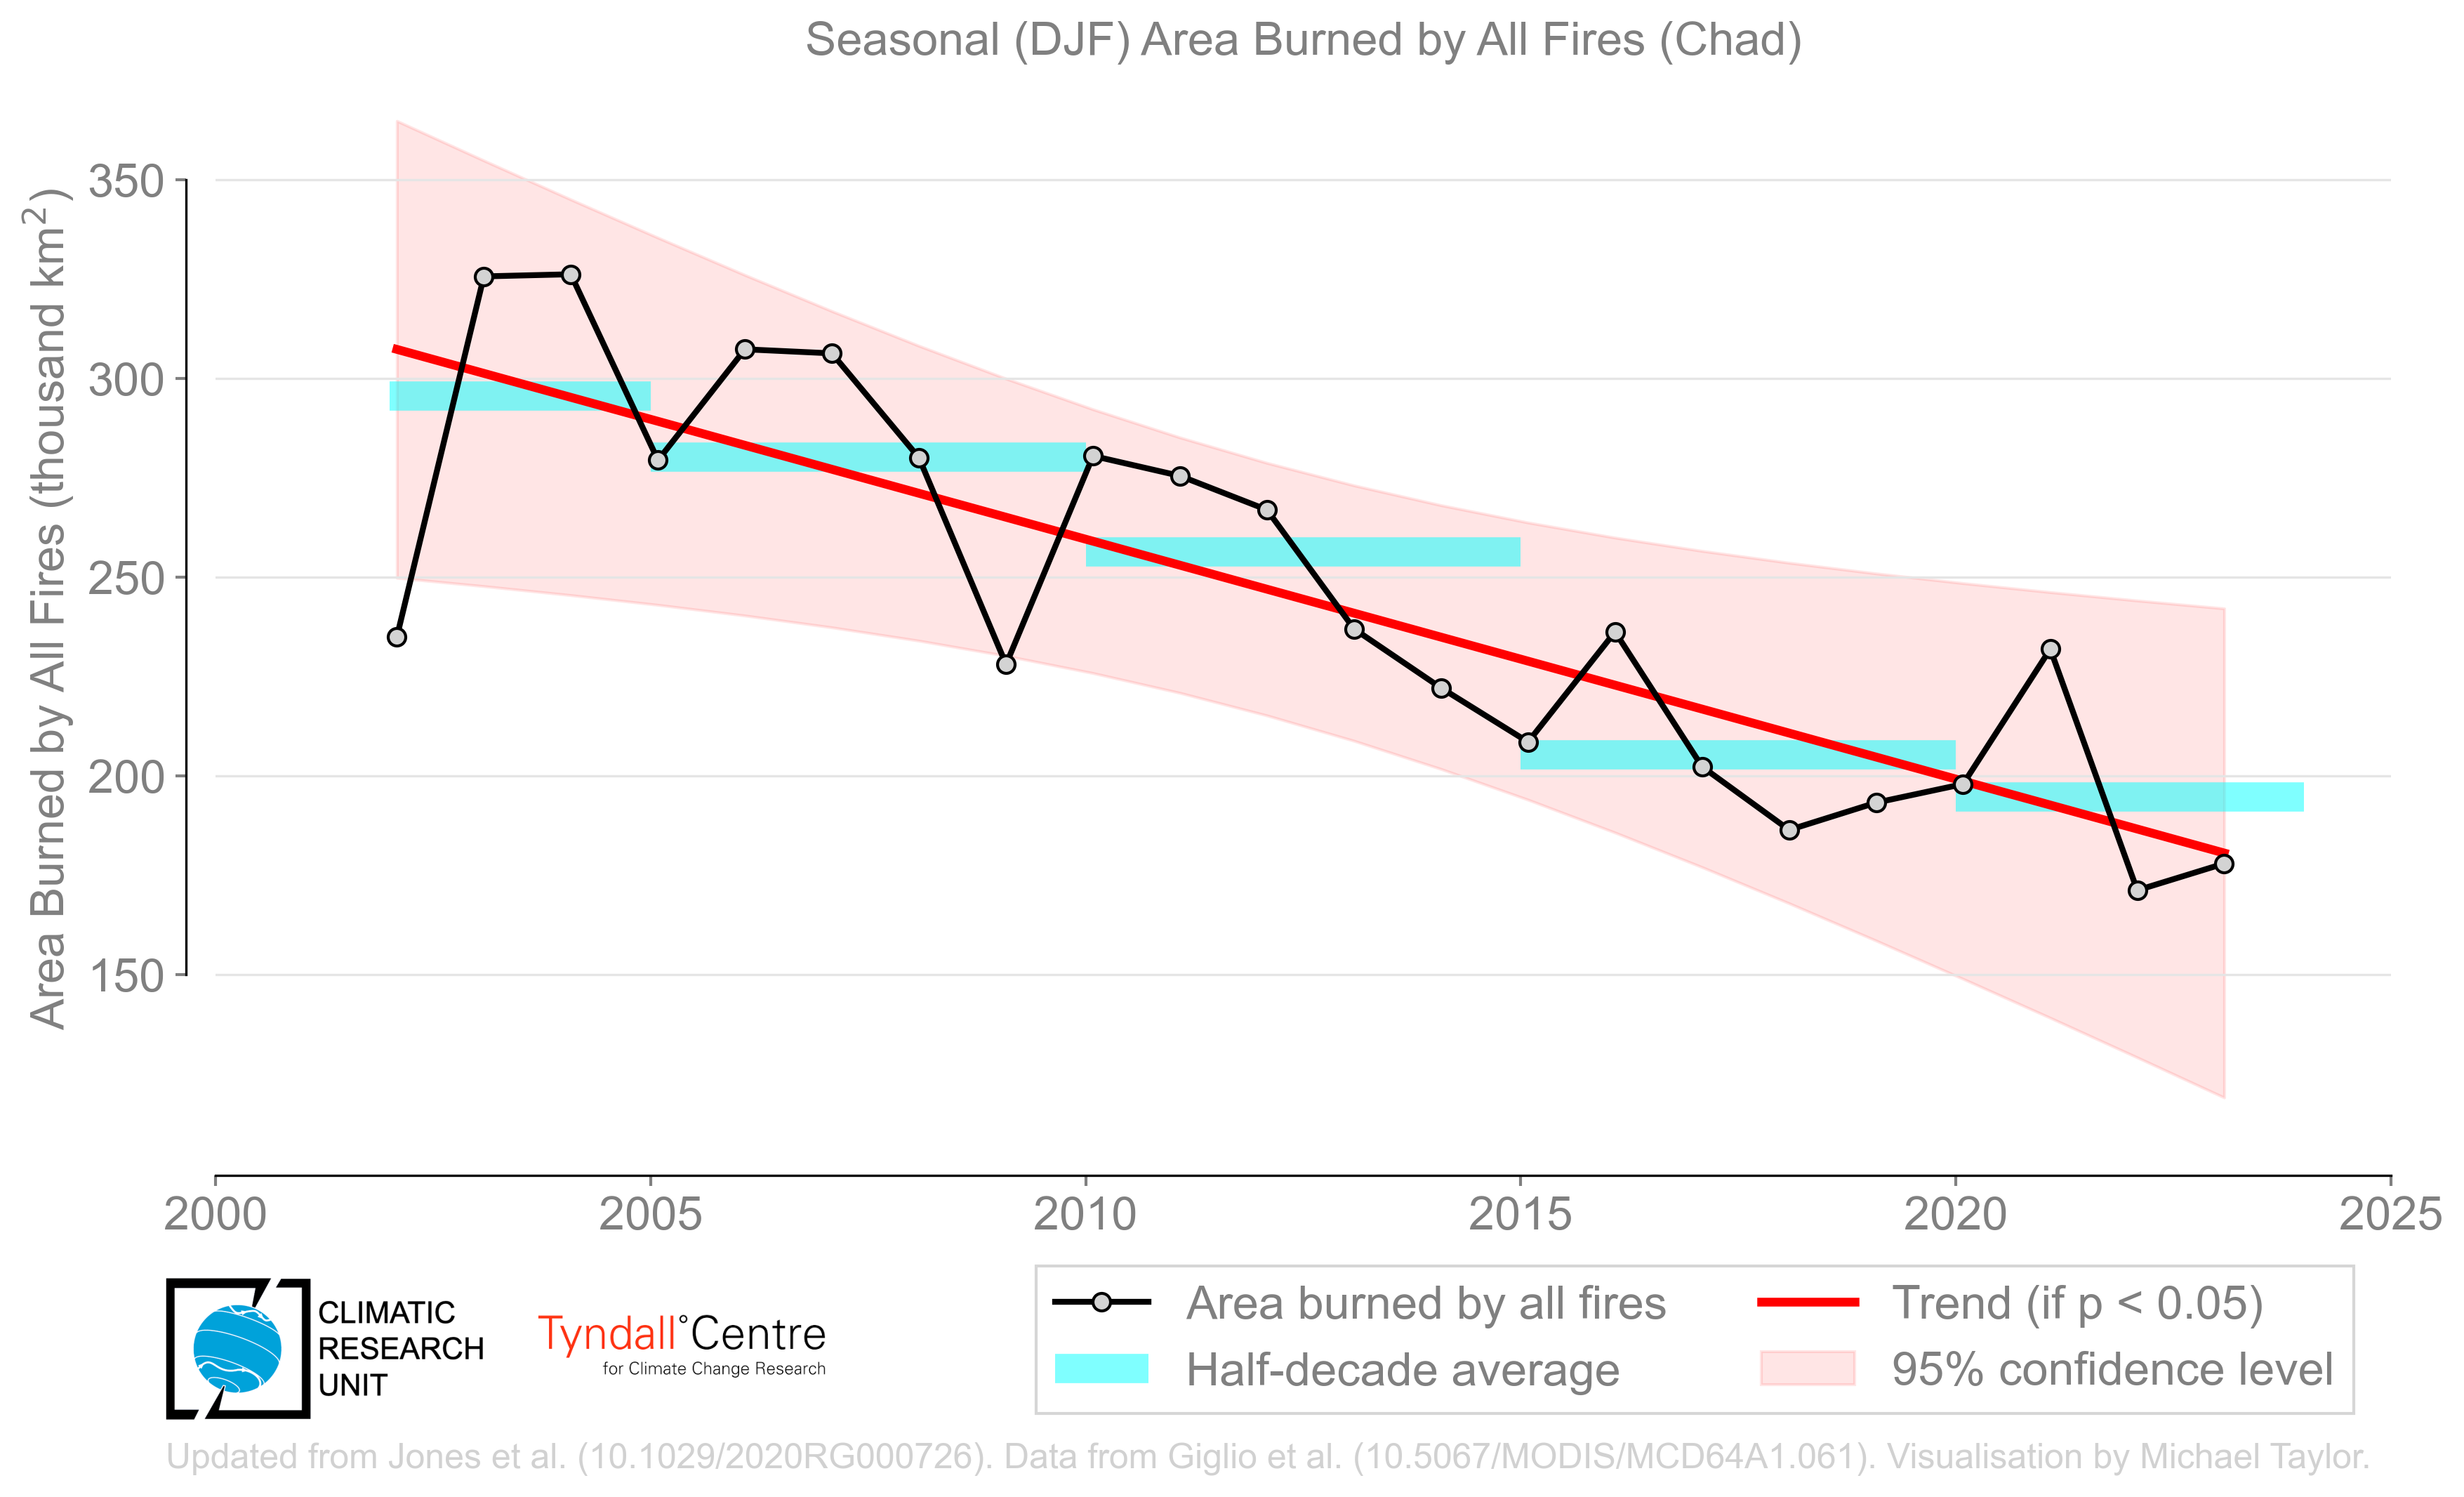 Seasonal (DJF) Area Burned by All Fires (Chad)
Area Burned by All Fires (thousand km²)
350
300
250
200
150
2000 2005 2010 2015 2020 2025
CLIMATIC
RESEARCH
UNIT
Tyndall°Centre
for Climate Change Research
Area burned by all fires
Half-decade average
Trend (if p < 0.05)
95% confidence level
Updated from Jones et al. (10.1029/2020RG000726). Data from Giglio et al. (10.5067/MODIS/MCD64A1.061). Visualisation by Michael Taylor.